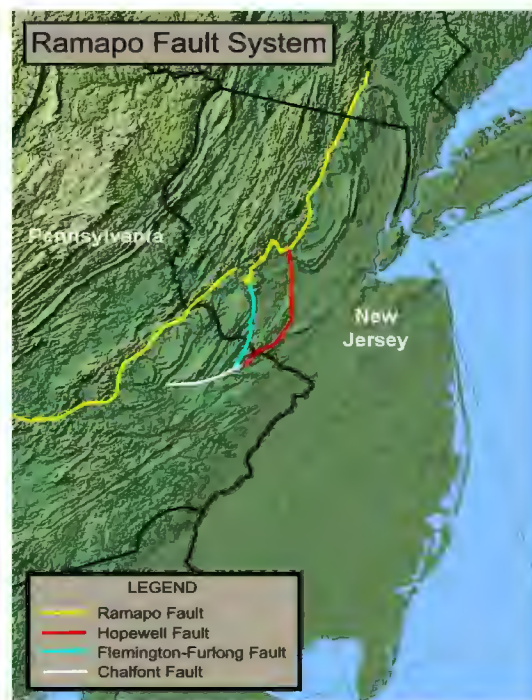 Ramapo Fault System
Pennsylvania
New
Jersey
LEGEND
Ramapo Fault
Hopewell Fault
Flemington-Furlong Fault
Chalfont Fault